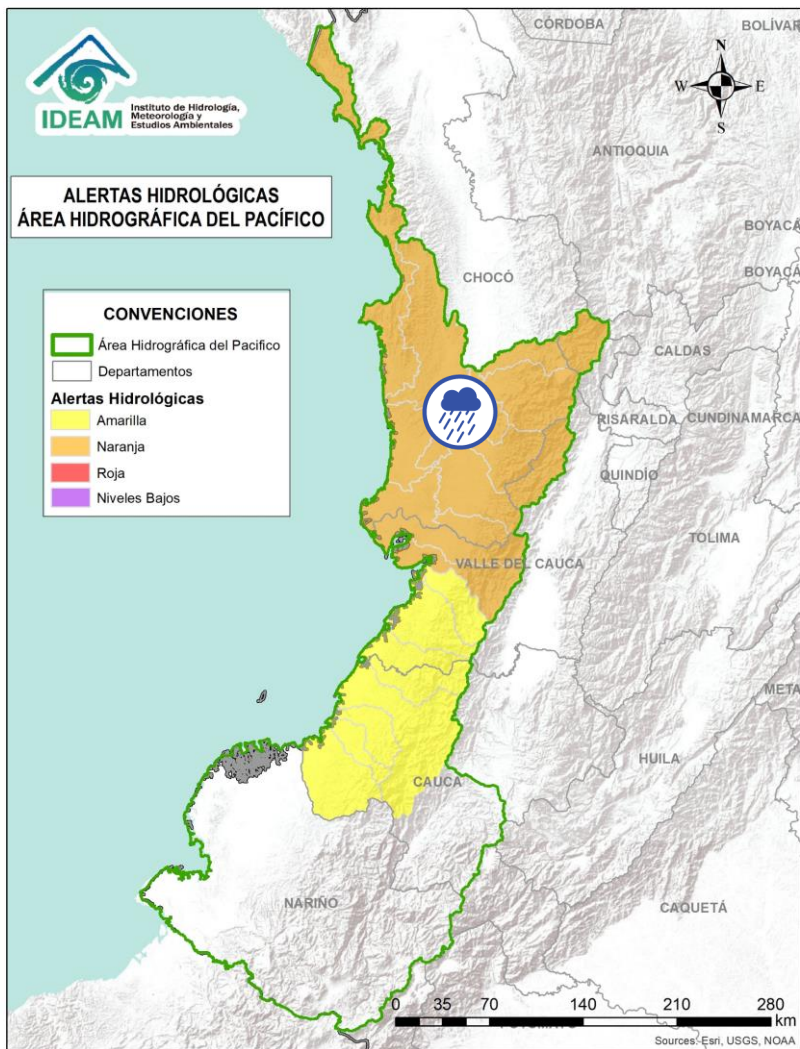 IDEAM
Instituto de Hidrología,
Meteorología y
Estudios Ambientales
ALERTAS HIDROLÓGICAS
ÁREA HIDROGRÁFICA DEL PACÍFICO
CONVENCIONES
Área Hidrográfica del Pacifico
Departamentos
Alertas Hidrológicas
Amarilla
Naranja
Roja
Niveles Bajos
N
W E
S
CÓRDOBA
BOLÍVAR
ANTIOQUIA
BOYACÁ
BOYACÁ
CHOCÓ
CALDAS
RISARALDA
CUNDINAMARCA
QUINDÍO
TOLIMA
VALLE DEL CAUCA
META
HUILA
CAUCA
NARIÑO
CAQUETÁ
0 35 70 140 210 280
km
Sources: Esri, USGS, NOAA